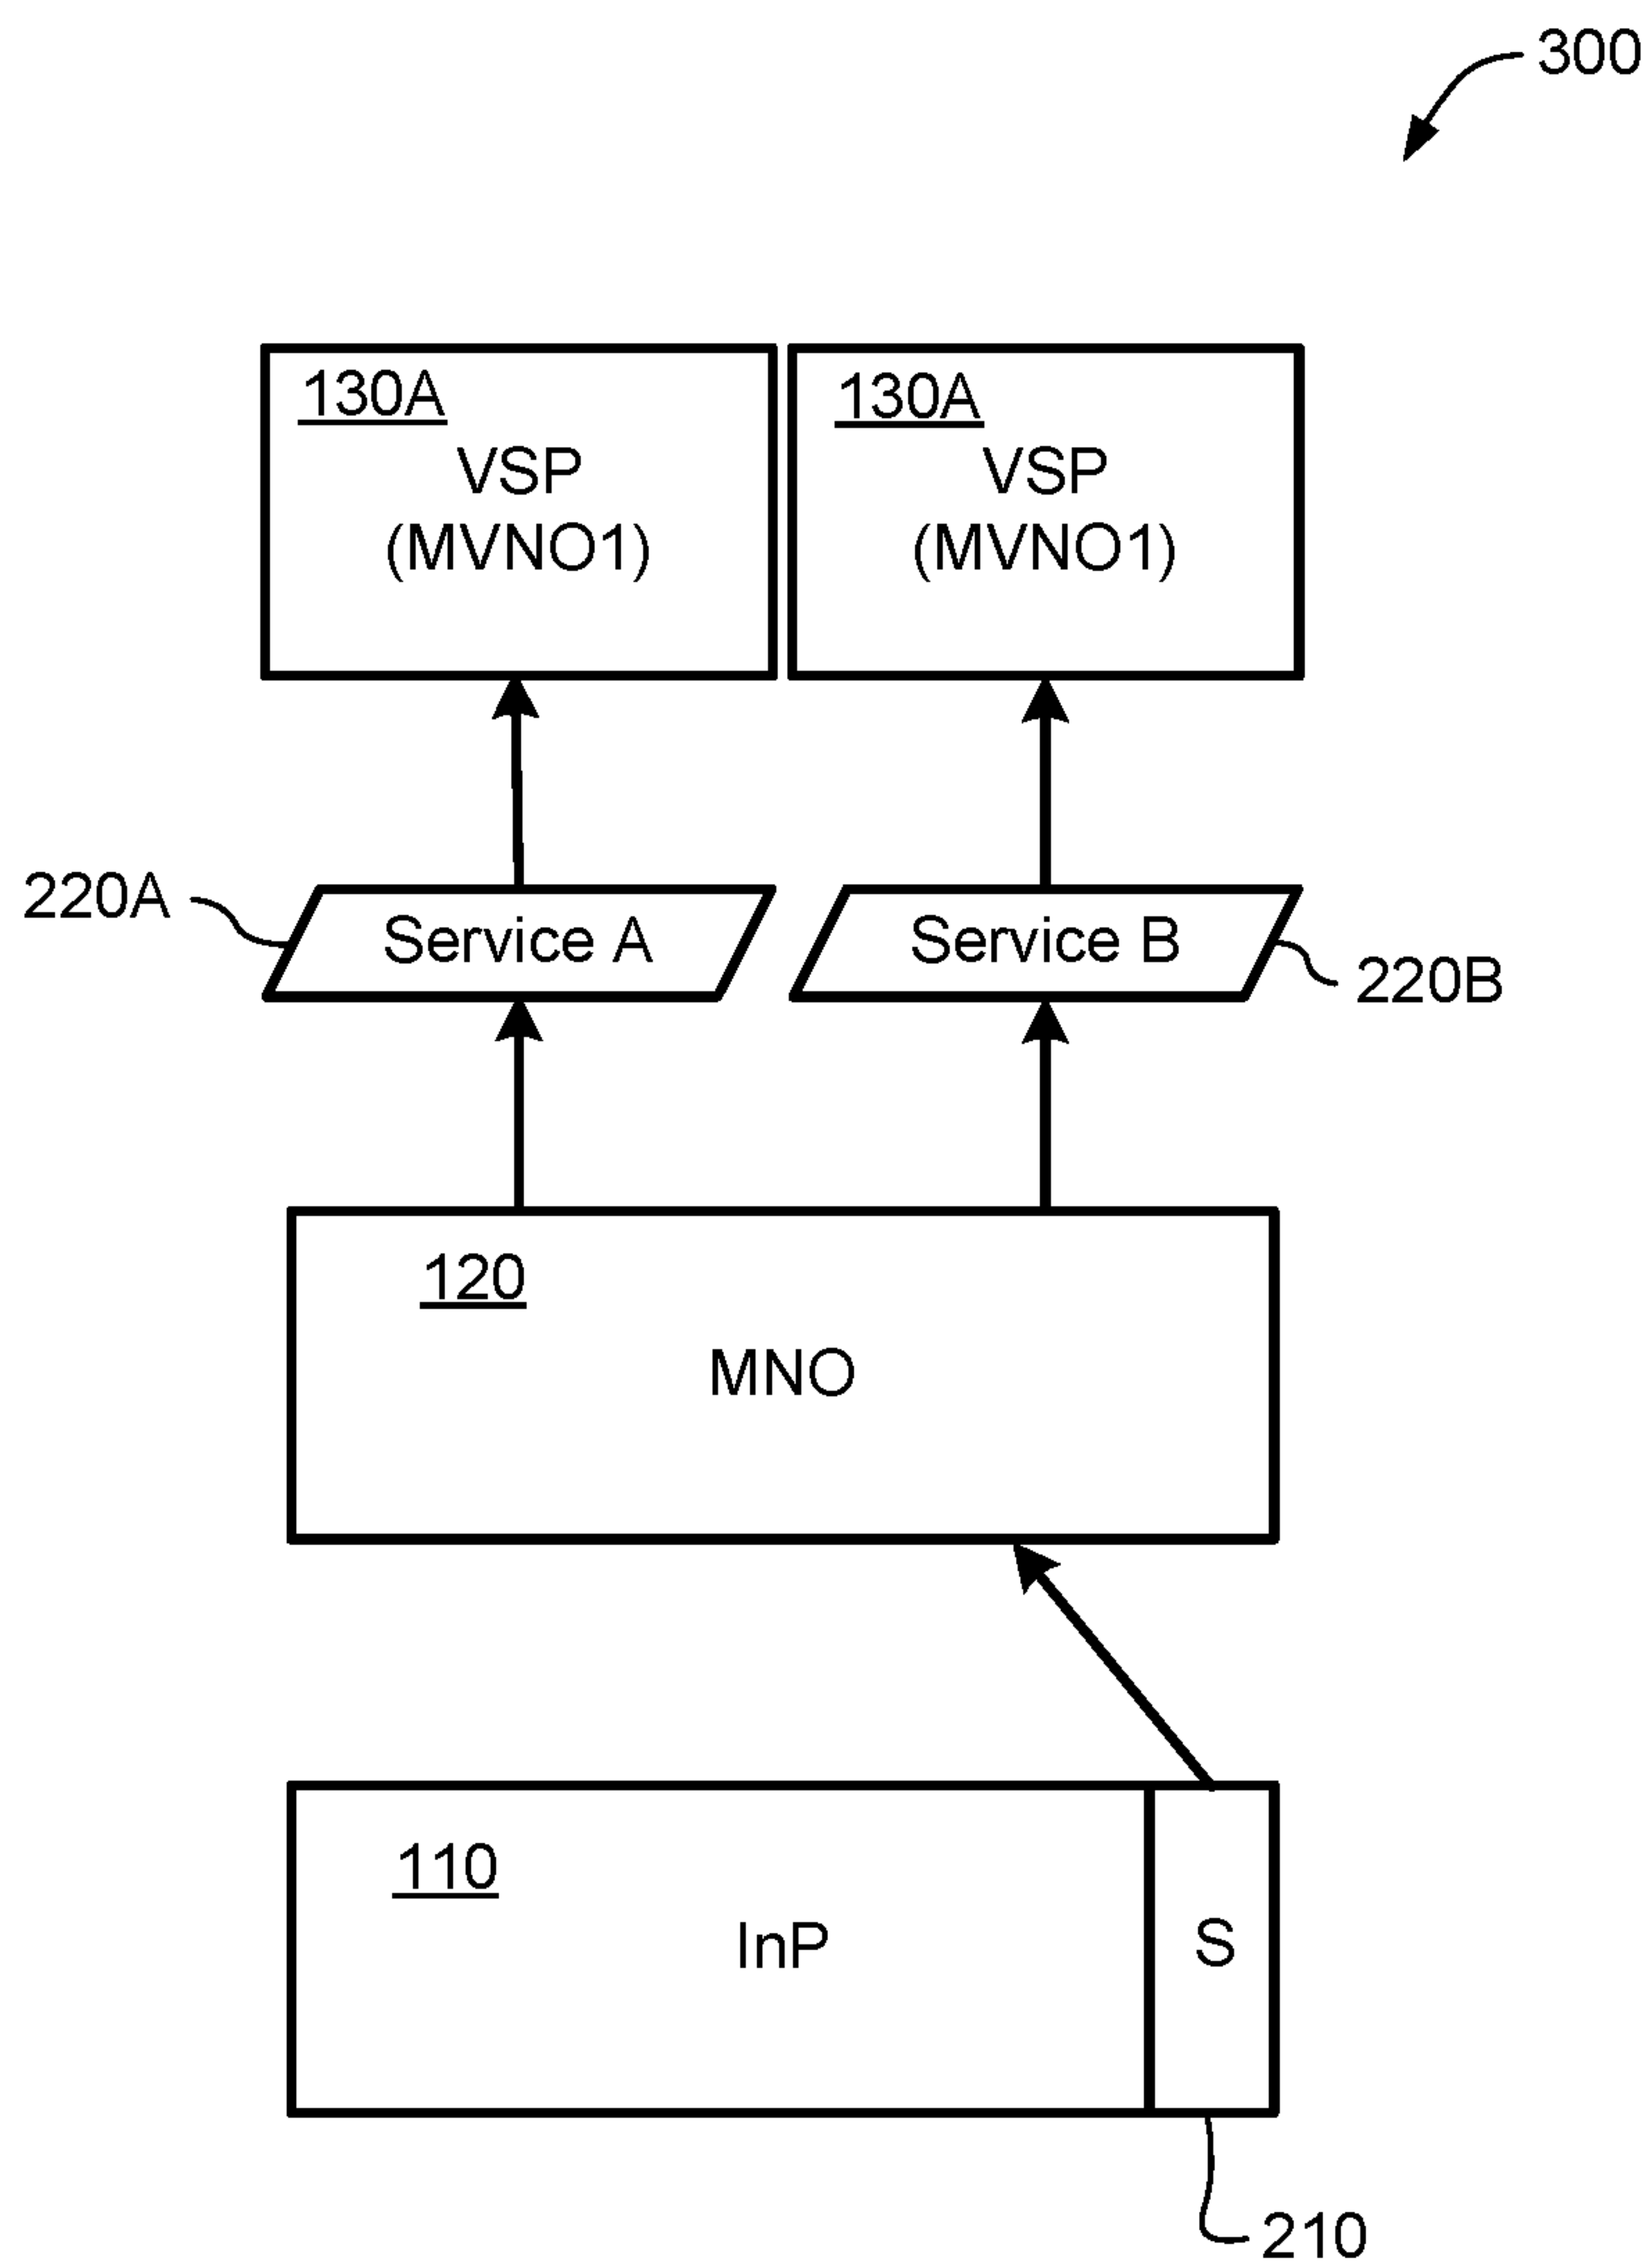 300
130A
VSP
(MVNO1)
130A
VSP
(MVNO1)
220A
Service A
Service B
220B
120
MNO
110
InP
S
210